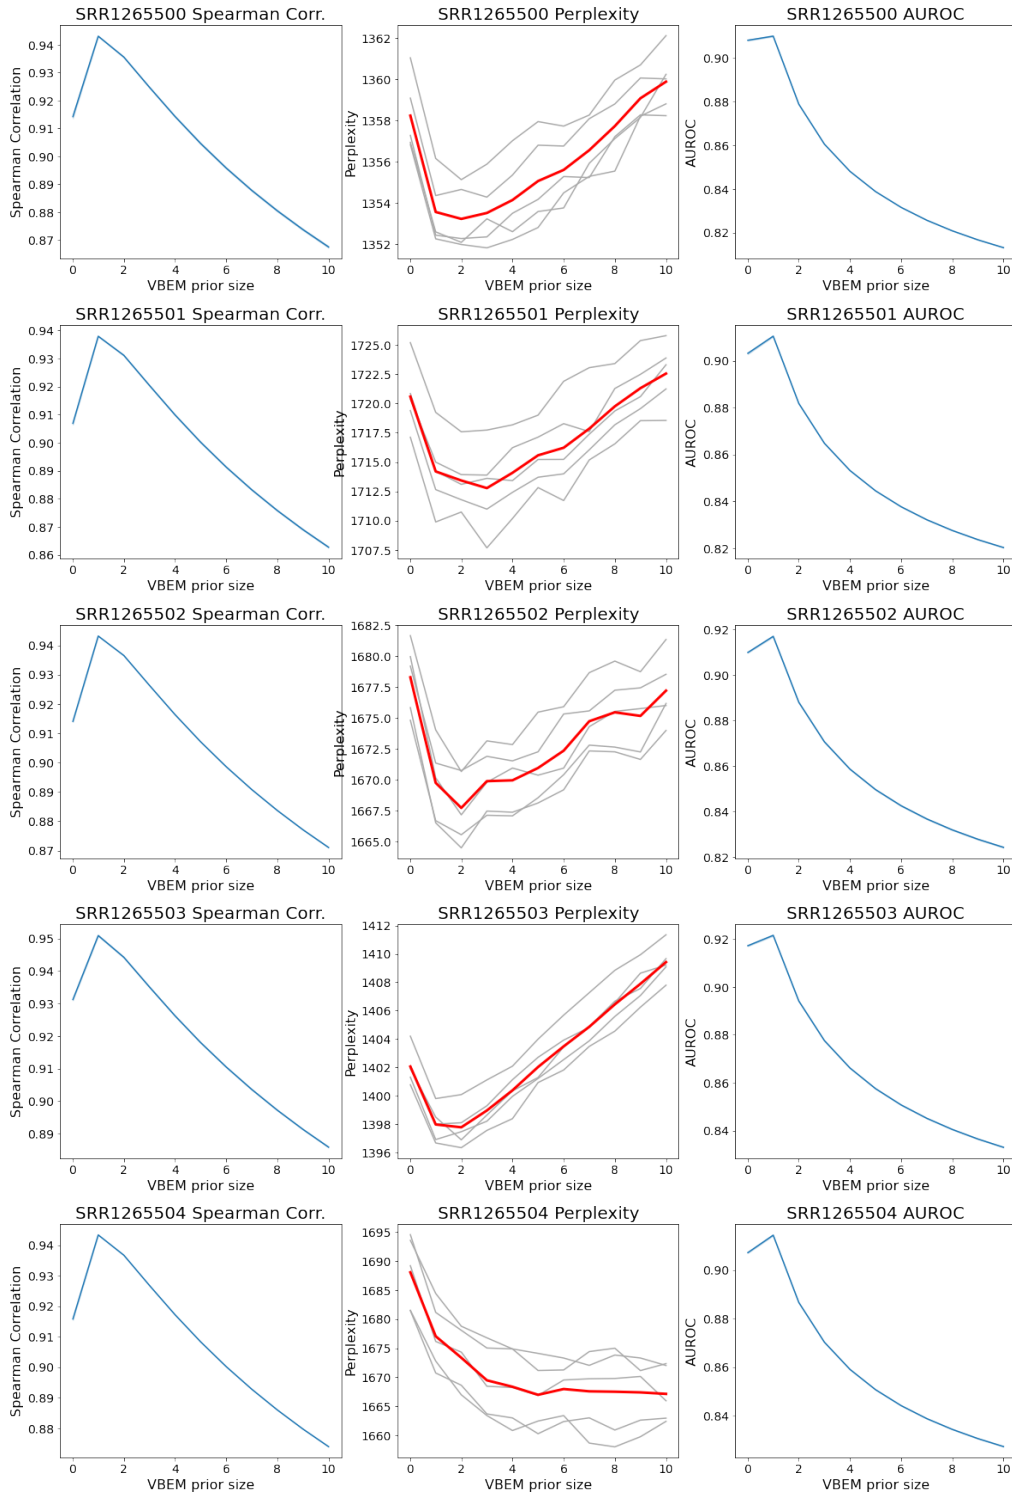 SRR1265500 Spearman Corr.
Spearman Correlation
0.94
0.93
0.92
0.91
0.90
0.89
0.88
0.87
0 2 4 6 8 10
VBEM prior size
SRR1265500 Perplexity
Perplexity
1362
1360
1358
1356
1354
1352
0 2 4 6 8 10
VBEM prior size
SRR1265500 AUROC
AUROC
0.90
0.88
0.86
0.84
0.82
0 2 4 6 8 10
VBEM prior size
SRR1265501 Spearman Corr.
Spearman Correlation
0.94
0.93
0.92
0.91
0.90
0.89
0.88
0.87
0.86
0 2 4 6 8 10
VBEM prior size
SRR1265501 Perplexity
Perplexity
1725.0
1722.5
1720.0
1717.5
1715.0
1712.5
1710.0
1707.5
0 2 4 6 8 10
VBEM prior size
SRR1265501 AUROC
AUROC
0.90
0.88
0.86
0.84
0.82
0 2 4 6 8 10
VBEM prior size
SRR1265502 Spearman Corr.
Spearman Correlation
0.94
0.93
0.92
0.91
0.90
0.89
0.88
0.87
0 2 4 6 8 10
VBEM prior size
SRR1265502 Perplexity
Perplexity
1682.5
1680.0
1677.5
1675.0
1672.5
1670.0
1667.5
1665.0
0 2 4 6 8 10
VBEM prior size
SRR1265502 AUROC
AUROC
0.92
0.90
0.88
0.86
0.84
0.82
0 2 4 6 8 10
VBEM prior size
SRR1265503 Spearman Corr.
Spearman Correlation
0.95
0.94
0.93
0.92
0.91
0.90
0.89
0 2 4 6 8 10
VBEM prior size
SRR1265503 Perplexity
Perplexity
1412
1410
1408
1406
1404
1402
1400
1398
1396
0 2 4 6 8 10
VBEM prior size
SRR1265503 AUROC
AUROC
0.92
0.90
0.88
0.86
0.84
0 2 4 6 8 10
VBEM prior size
SRR1265504 Spearman Corr.
Spearman Correlation
0.94
0.93
0.92
0.91
0.90
0.89
0.88
0 2 4 6 8 10
VBEM prior size
SRR1265504 Perplexity
Perplexity
1695
1690
1685
1680
1675
1670
1665
1660
0 2 4 6 8 10
VBEM prior size
SRR1265504 AUROC
AUROC
0.90
0.88
0.86
0.84
0 2 4 6 8 10
VBEM prior size